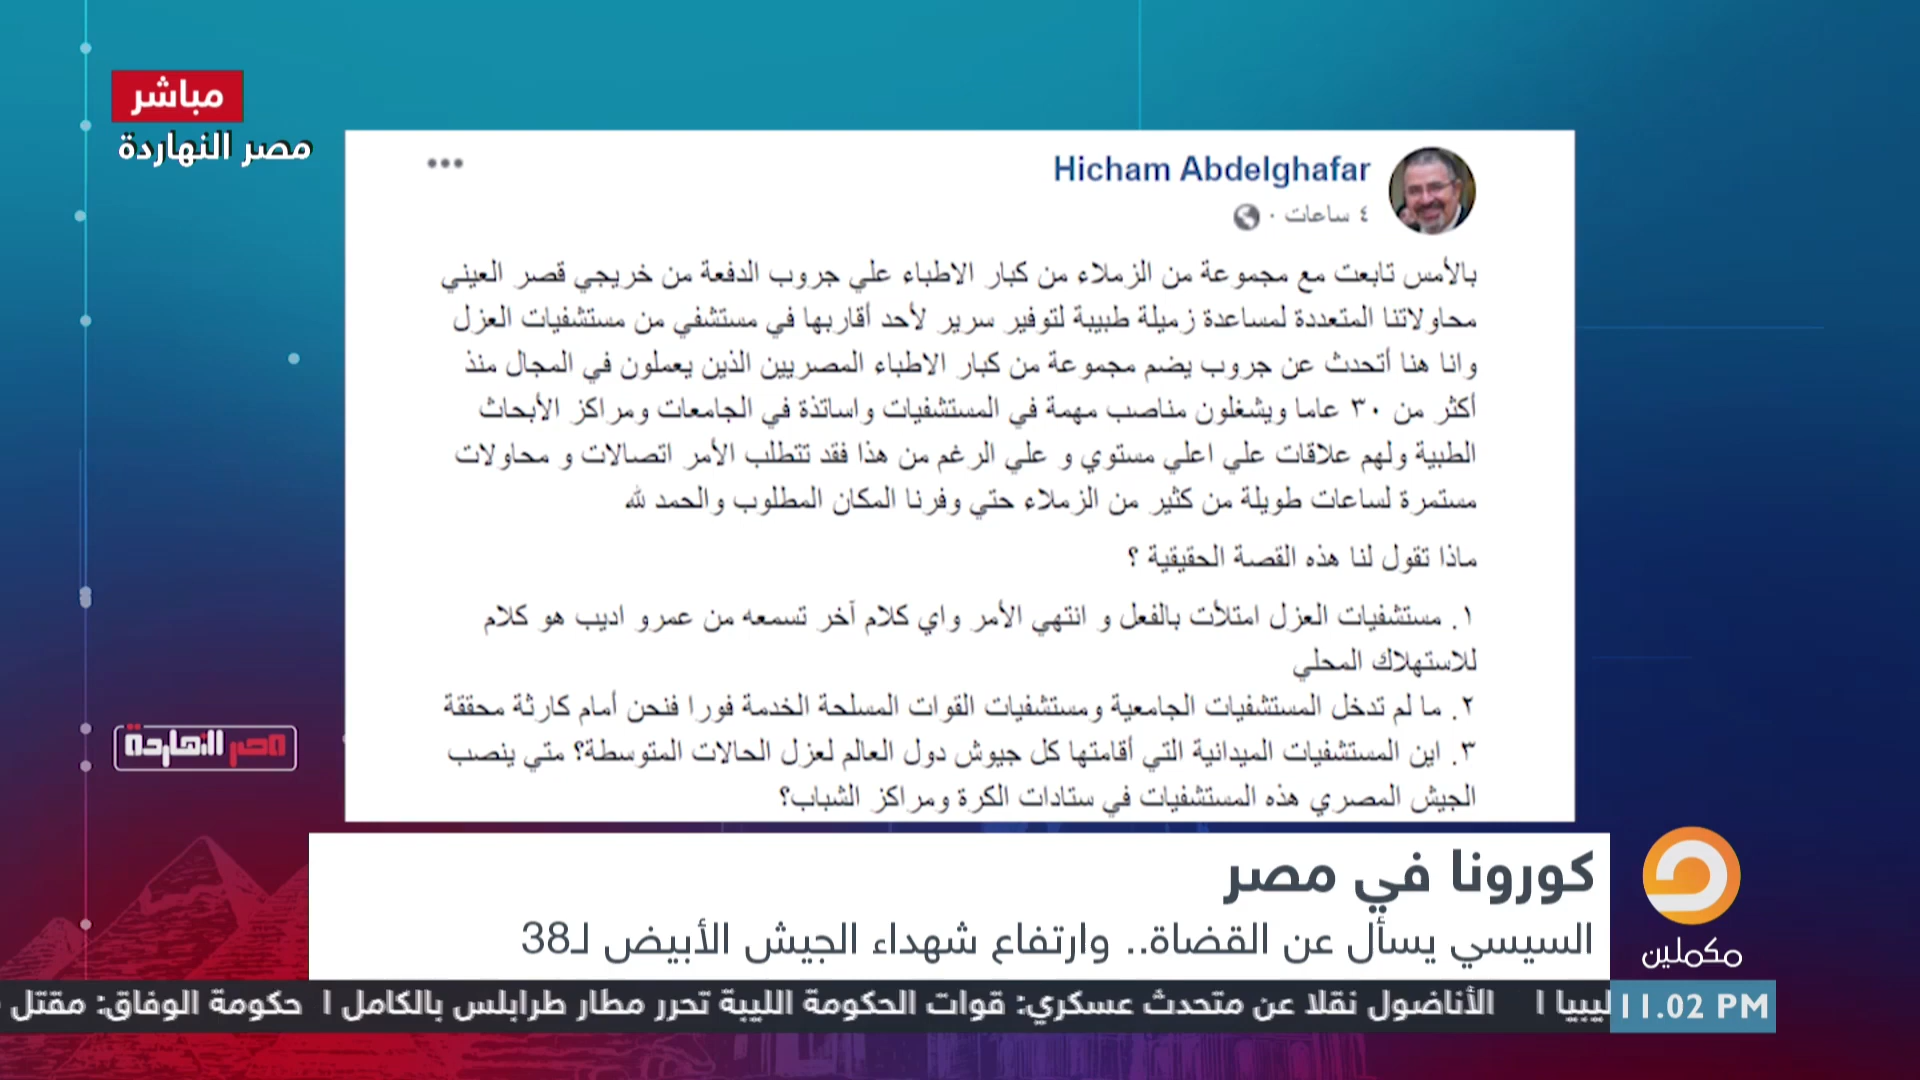 مباشر
مصر النهاردة
Hicham Abdelghafar
٤ ساعات ·
بالأمس تابعت مع مجموعة من الزملاء من كبار الاطباء علي جروب الدفعة من خريجي قصر العيني
محاولاتنا المتعددة لمساعدة زميلة طبيبة لتوفير سرير لأحد أقاربها في مستشفي من مستشفيات العزل
وانا هنا أتحدث عن جروب يضم مجموعة من كبار الاطباء المصريين الذين يعملون في المجال منذ
أكثر من ٣٠ عاما ويشغلون مناصب مهمة في المستشفيات واساتذة في الجامعات ومراكز الأبحاث
الطبية ولهم علاقات علي اعلي مستوي و علي الرغم من هذا فقد تتطلب الأمر اتصالات و محاولات
مستمرة لساعات طويلة من كثير من الزملاء حتي وفرنا المكان المطلوب والحمد لله
ماذا تقول لنا هذه القصة الحقيقية ؟
١. مستشفيات العزل امتلأت بالفعل و انتهي الأمر واي كلام آخر تسمعه من عمرو اديب هو كلام
للاستهلاك المحلي
٢. ما لم تدخل المستشفيات الجامعية ومستشفيات القوات المسلحة الخدمة فورا فنحن أمام كارثة محققة
٣. اين المستشفيات الميدانية التي أقامتها كل جيوش دول العالم لعزل الحالات المتوسطة؟ متي ينصب
الجيش المصري هذه المستشفيات في ستادات الكرة ومراكز الشباب؟
مصر النهاردة
كورونا في مصر
السيسي يسأل عن القضاة.. وارتفاع شهداء الجيش الأبيض لـ38
مكملين
ليبيا | الأناضول نقلا عن متحدث عسكري: قوات الحكومة الليبة تحرر مطار طرابلس بالكامل | حكومة الوفاق: مقتل
11.02 PM